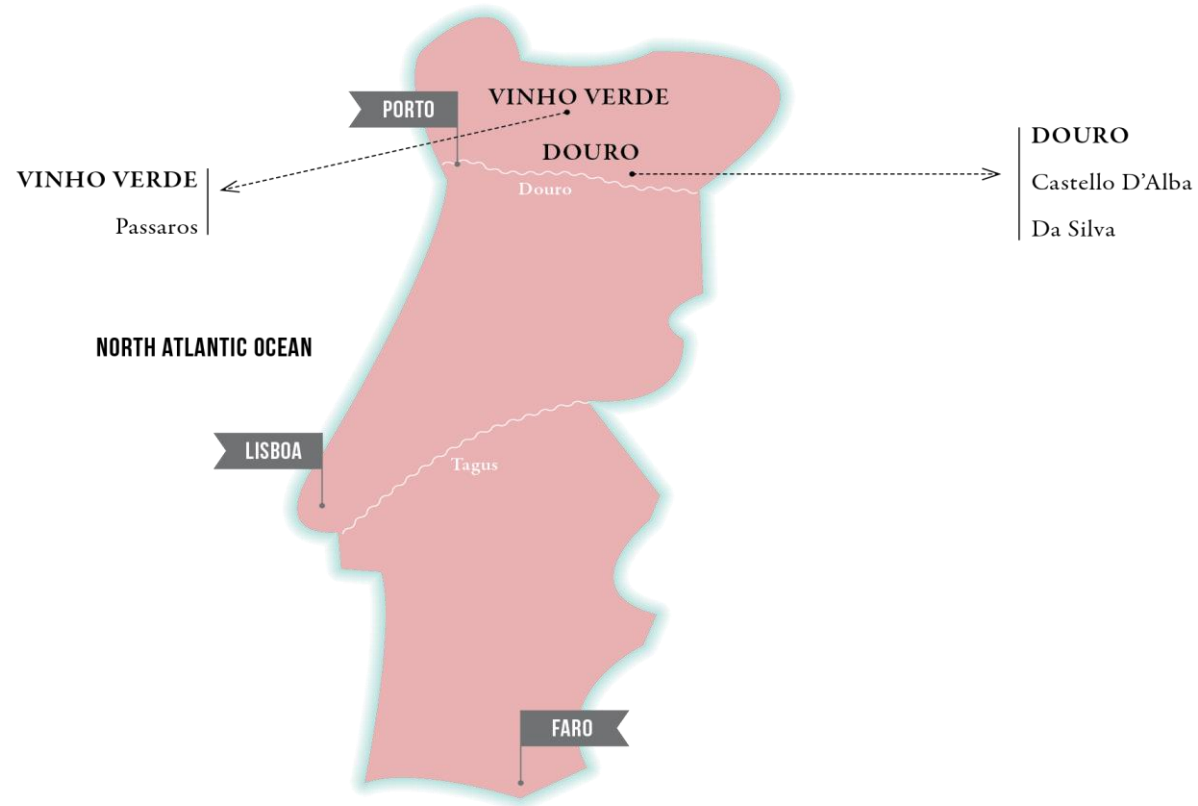 VINHO VERDE
PORTO
DOURO
DOURO
VINHO VERDE
Douro
Castello D'Alba
Passaros
Da Silva
NORTH ATLANTIC OCEAN
LISBOA
Tagus
FARO